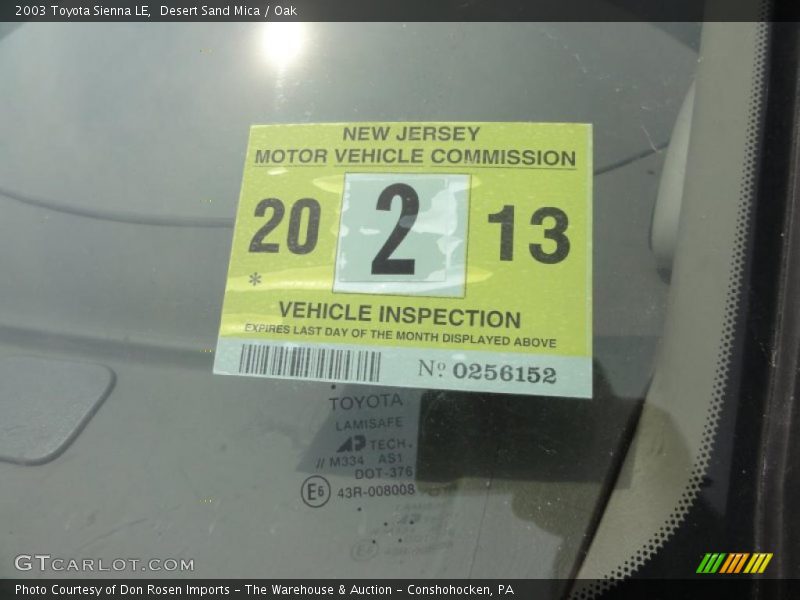 2003 Toyota Sienna LE,  Desert Sand Mica / Oak
NEW JERSEY
MOTOR VEHICLE COMMISSION
20 2 13
*
VEHICLE INSPECTION
EXPIRES LAST DAY OF THE MONTH DISPLAYED ABOVE
Nº 0256152
TOYOTA
LAMISAFE
AP TECH.
// M334 AS1
DOT-376
E6 43R-008008
GTCARLOT.COM
Photo Courtesy of Don Rosen Imports - The Warehouse & Auction - Conshohocken, PA